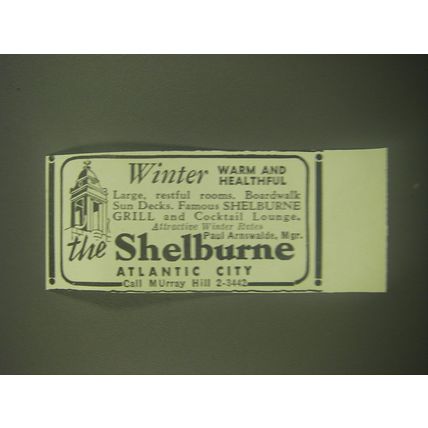 Winter WARM AND HEALTHFUL
Large, restful rooms. Boardwalk
Sun Decks. Famous SHELBURNE
GRILL and Cocktail Lounge.
Attractive Winter Rates
Paul Arnswalde, Mgr.
the Shelburne
ATLANTIC CITY
Call MUrray Hill 2-3442